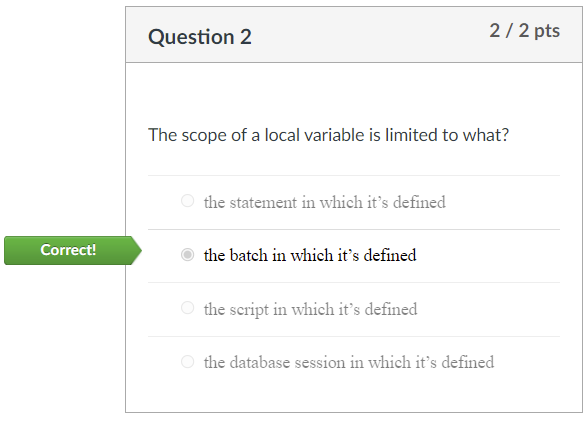 Question 2
2 / 2 pts
The scope of a local variable is limited to what?
the statement in which it’s defined
Correct!
the batch in which it’s defined
the script in which it’s defined
the database session in which it’s defined